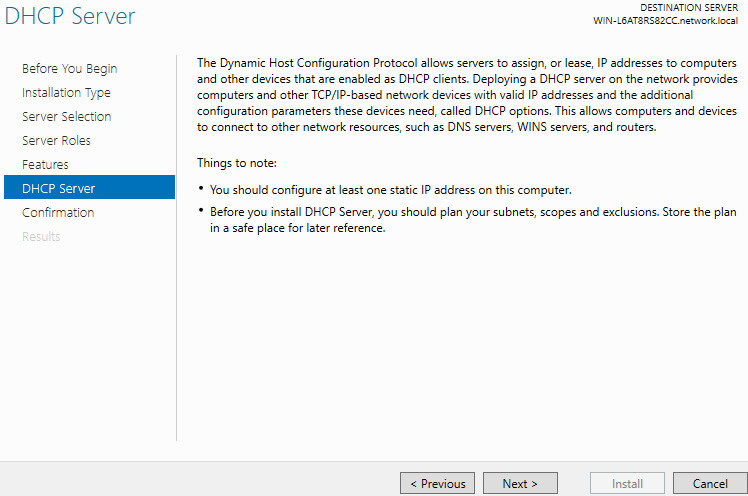 DHCP Server
DESTINATION SERVER
WIN-L6AT8RS82CC.network.local
Before You Begin
Installation Type
Server Selection
Server Roles
Features
DHCP Server
Confirmation
Results
The Dynamic Host Configuration Protocol allows servers to assign, or lease, IP addresses to computers
and other devices that are enabled as DHCP clients. Deploying a DHCP server on the network provides
computers and other TCP/IP-based network devices with valid IP addresses and the additional
configuration parameters these devices need, called DHCP options. This allows computers and devices
to connect to other network resources, such as DNS servers, WINS servers, and routers.
Things to note:
• You should configure at least one static IP address on this computer.
• Before you install DHCP Server, you should plan your subnets, scopes and exclusions. Store the plan
in a safe place for later reference.
< Previous
Next >
Install
Cancel